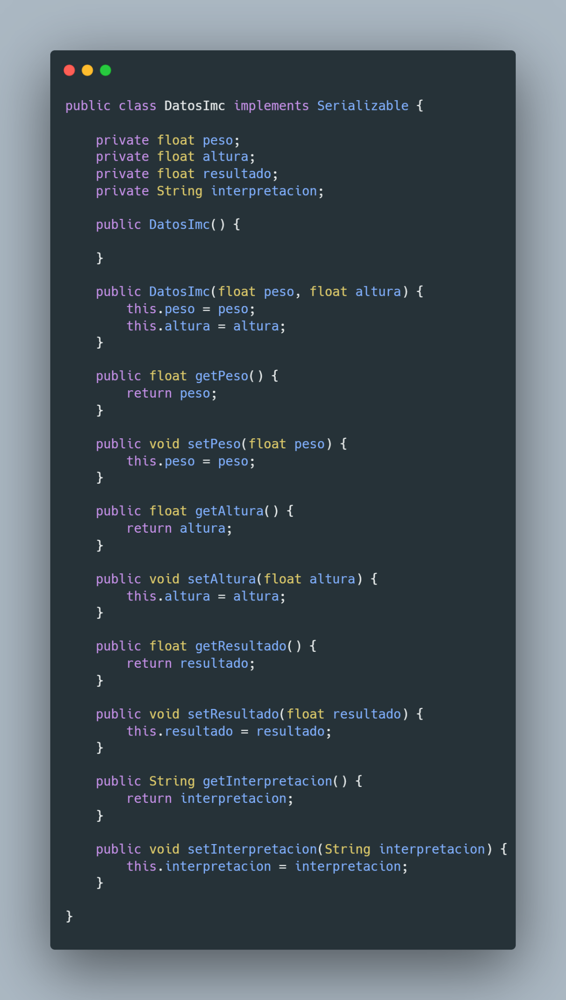 public class DatosImc implements Serializable {
    private float peso;
    private float altura;
    private float resultado;
    private String interpretacion;
    public DatosImc() {
    }
    public DatosImc(float peso, float altura) {
        this.peso = peso;
        this.altura = altura;
    }
    public float getPeso() {
        return peso;
    }
    public void setPeso(float peso) {
        this.peso = peso;
    }
    public float getAltura() {
        return altura;
    }
    public void setAltura(float altura) {
        this.altura = altura;
    }
    public float getResultado() {
        return resultado;
    }
    public void setResultado(float resultado) {
        this.resultado = resultado;
    }
    public String getInterpretacion() {
        return interpretacion;
    }
    public void setInterpretacion(String interpretacion) {
        this.interpretacion = interpretacion;
    }
}